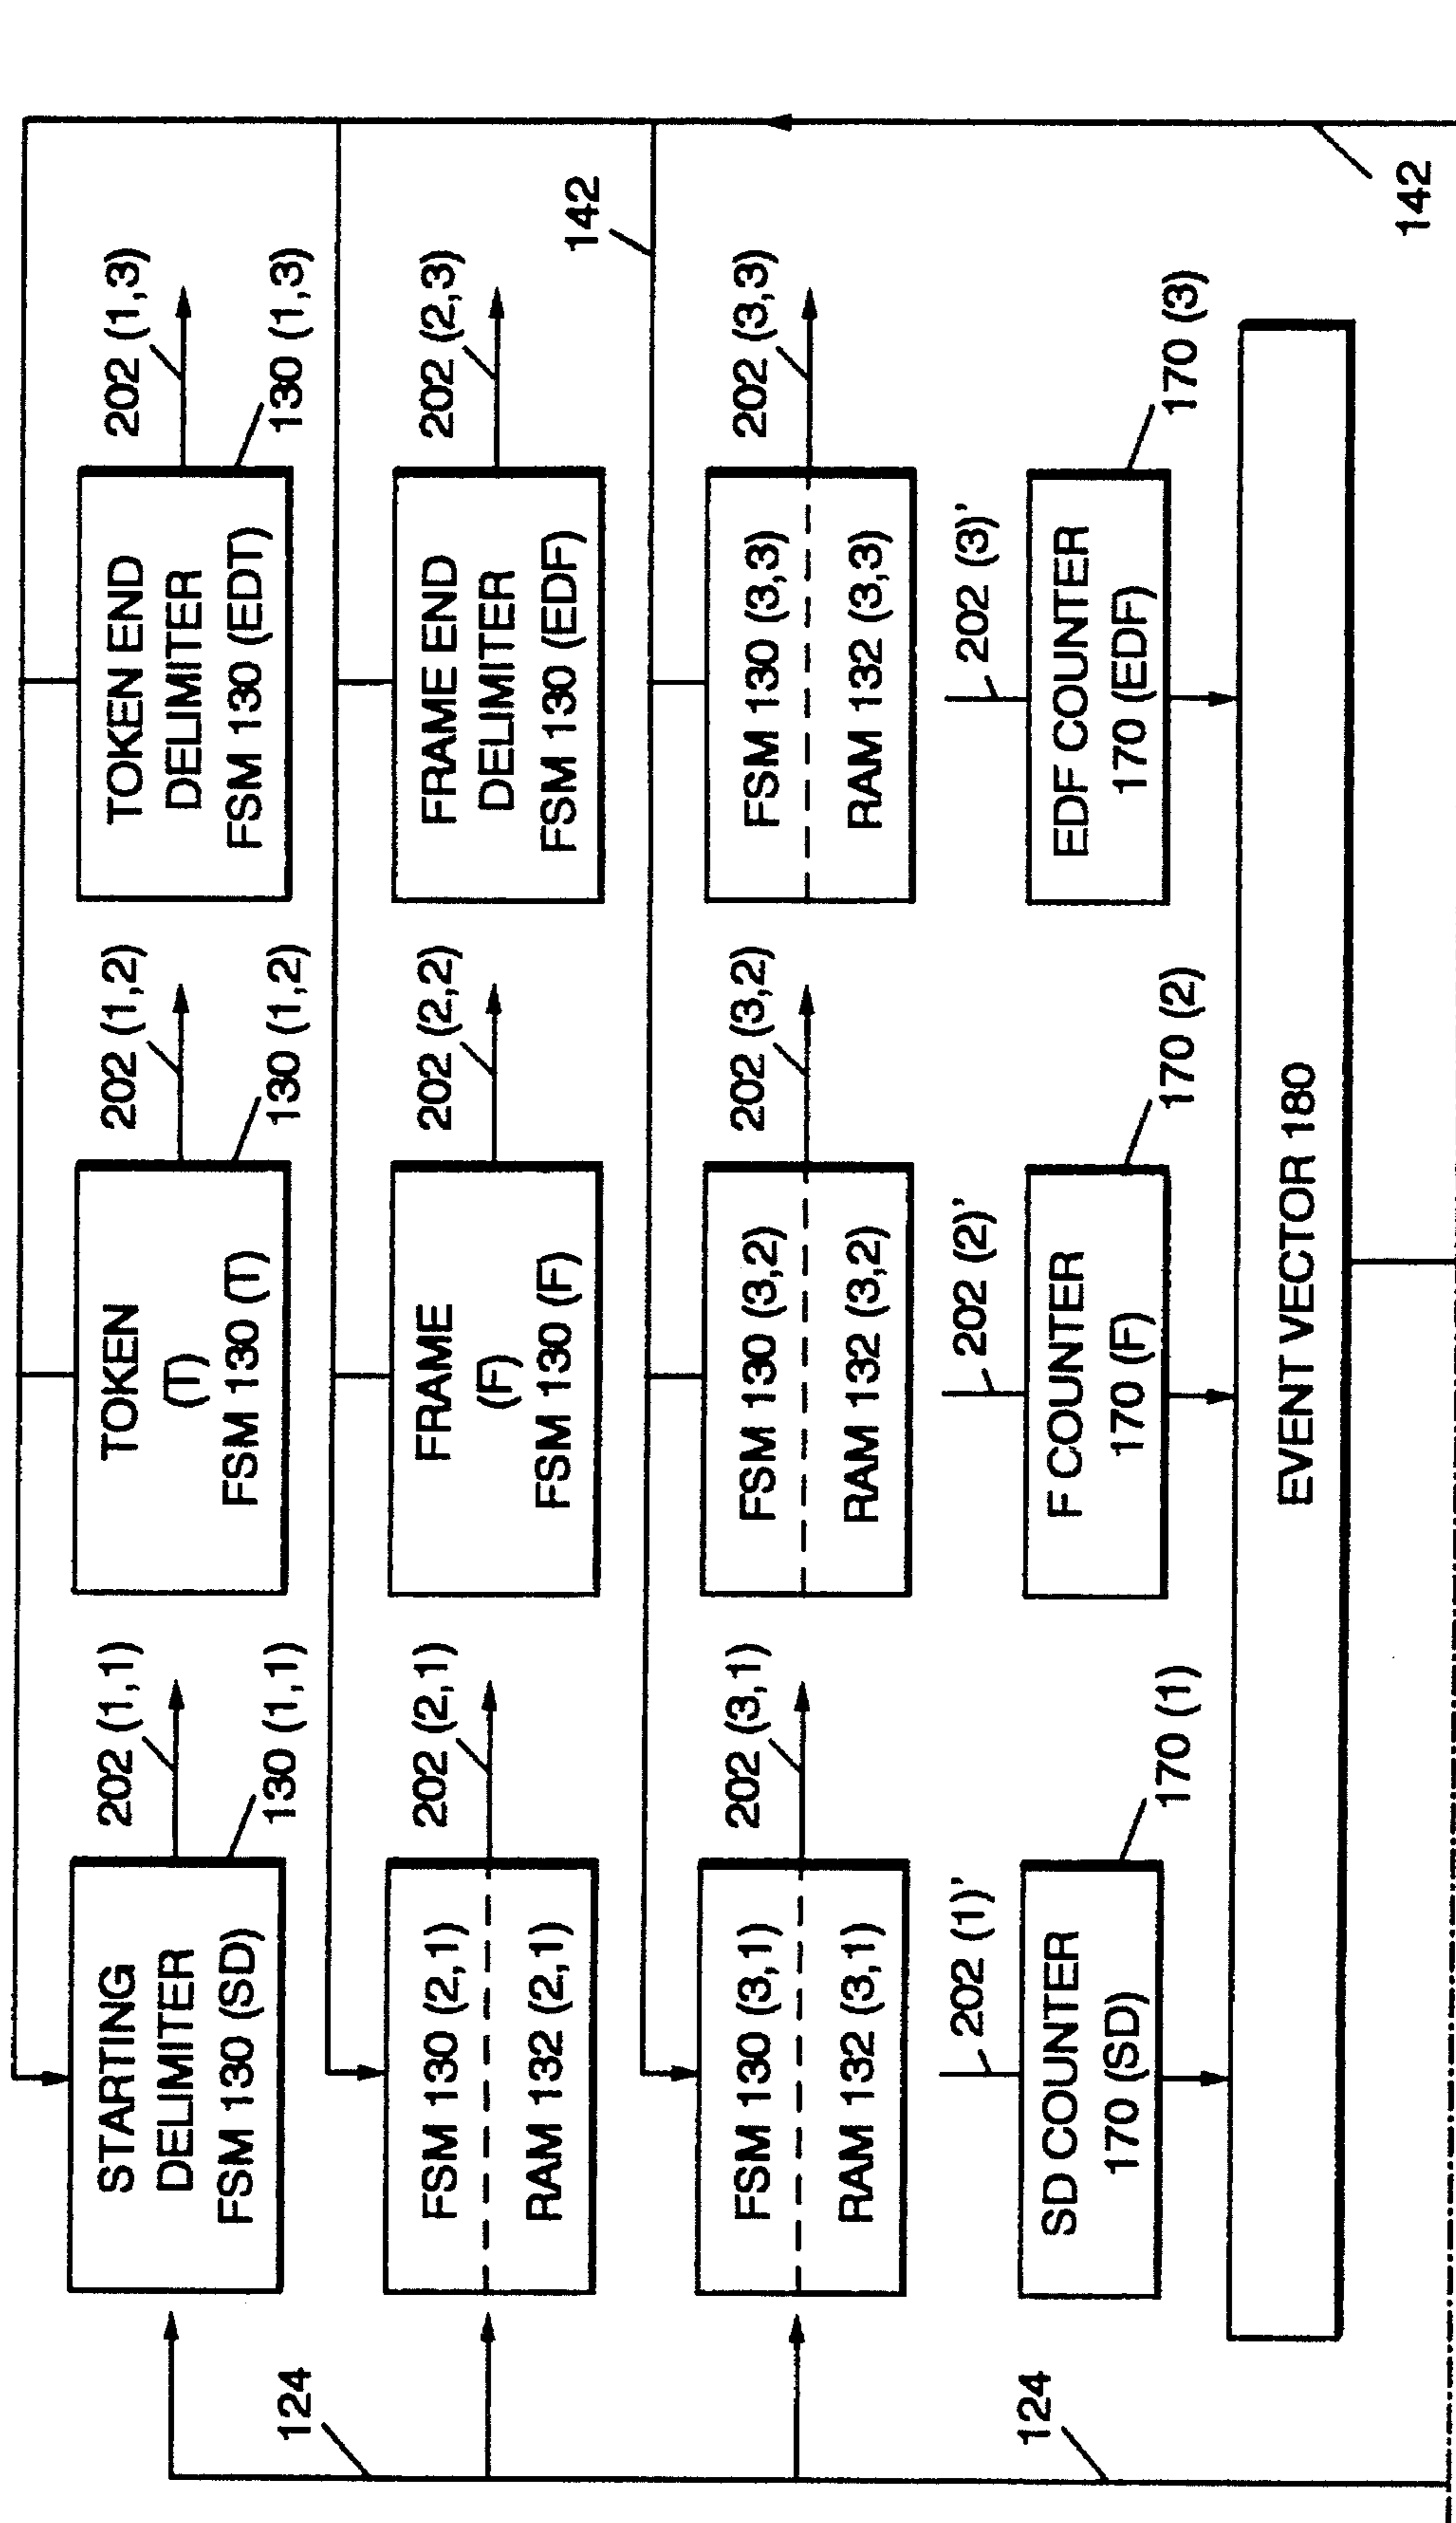 STARTING
DELIMITER
FSM 130 (SD)
202 (1,1)
130 (1,1)
TOKEN
(T)
FSM 130 (T)
202 (1,2)
130 (1,2)
TOKEN END
DELIMITER
FSM 130 (EDT)
202 (1,3)
130 (1,3)
124
FSM 130 (2,1)
RAM 132 (2,1)
202 (2,1)
FRAME
(F)
FSM 130 (F)
202 (2,2)
FRAME END
DELIMITER
FSM 130 (EDF)
202 (2,3)
142
FSM 130 (3,1)
RAM 132 (3,1)
202 (3,1)
FSM 130 (3,2)
RAM 132 (3,2)
202 (3,2)
FSM 130 (3,3)
RAM 132 (3,3)
202 (3,3)
202 (1)'
202 (2)'
202 (3)'
124
SD COUNTER
170 (SD)
170 (1)
F COUNTER
170 (F)
170 (2)
EDF COUNTER
170 (EDF)
170 (3)
EVENT VECTOR 180
142